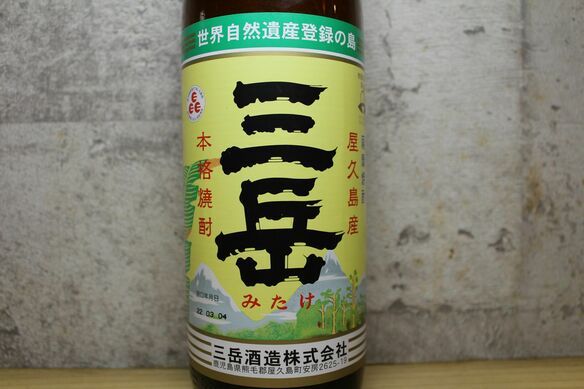 世界自然遺産登録の島
三岳
本格焼酎
屋久島産
みたけ
22.03.04
三岳酒造株式会社
鹿児島県熊毛郡屋久島町安房2625-19